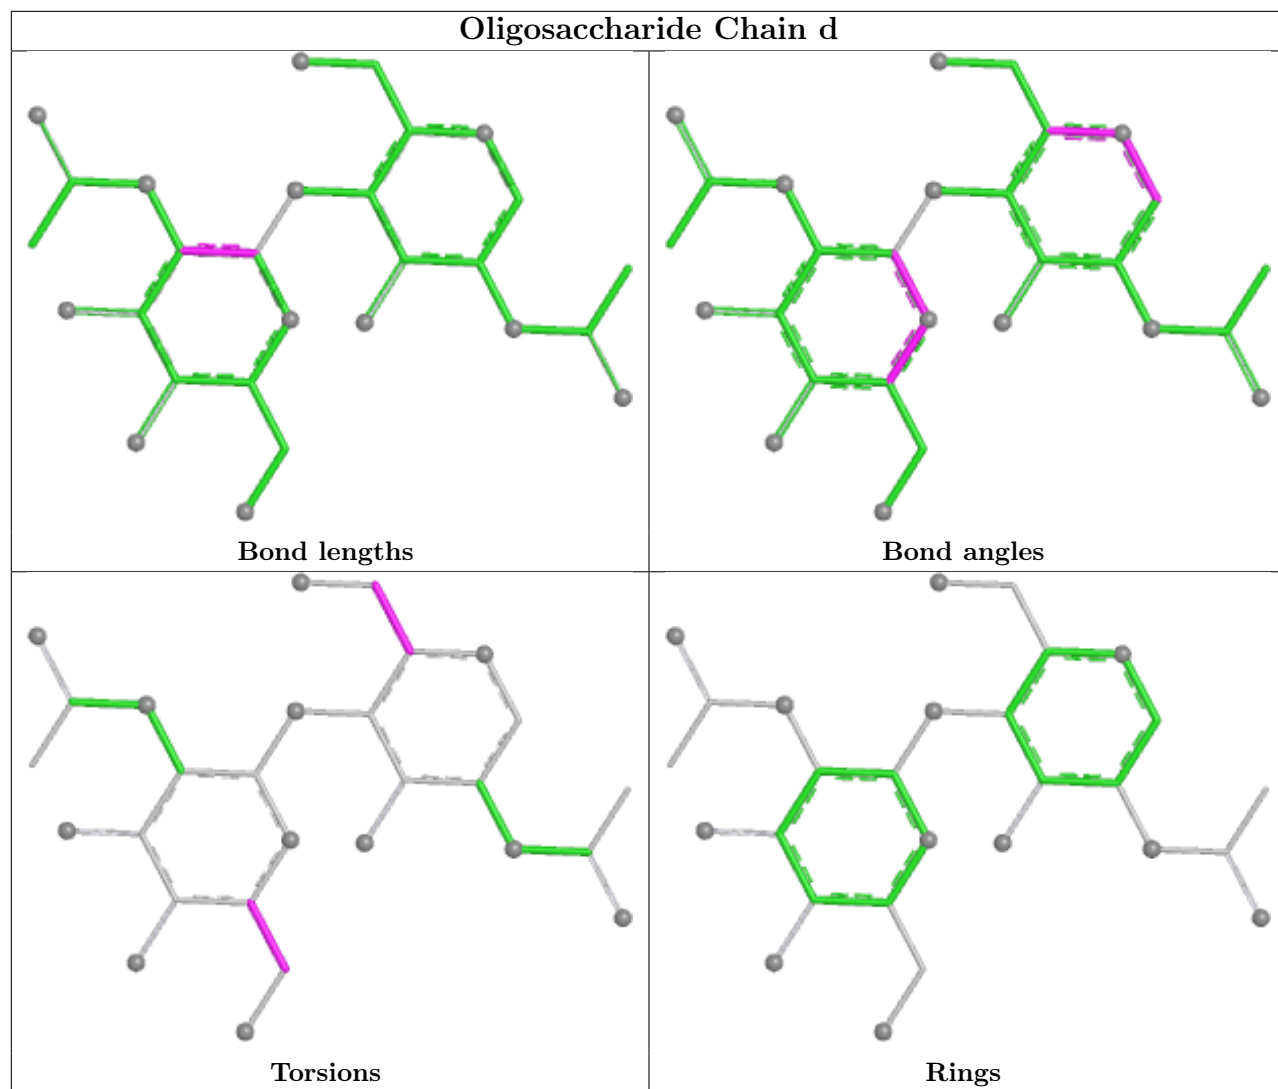 Oligosaccharide Chain d
Bond lengths
Bond angles
Torsions
Rings